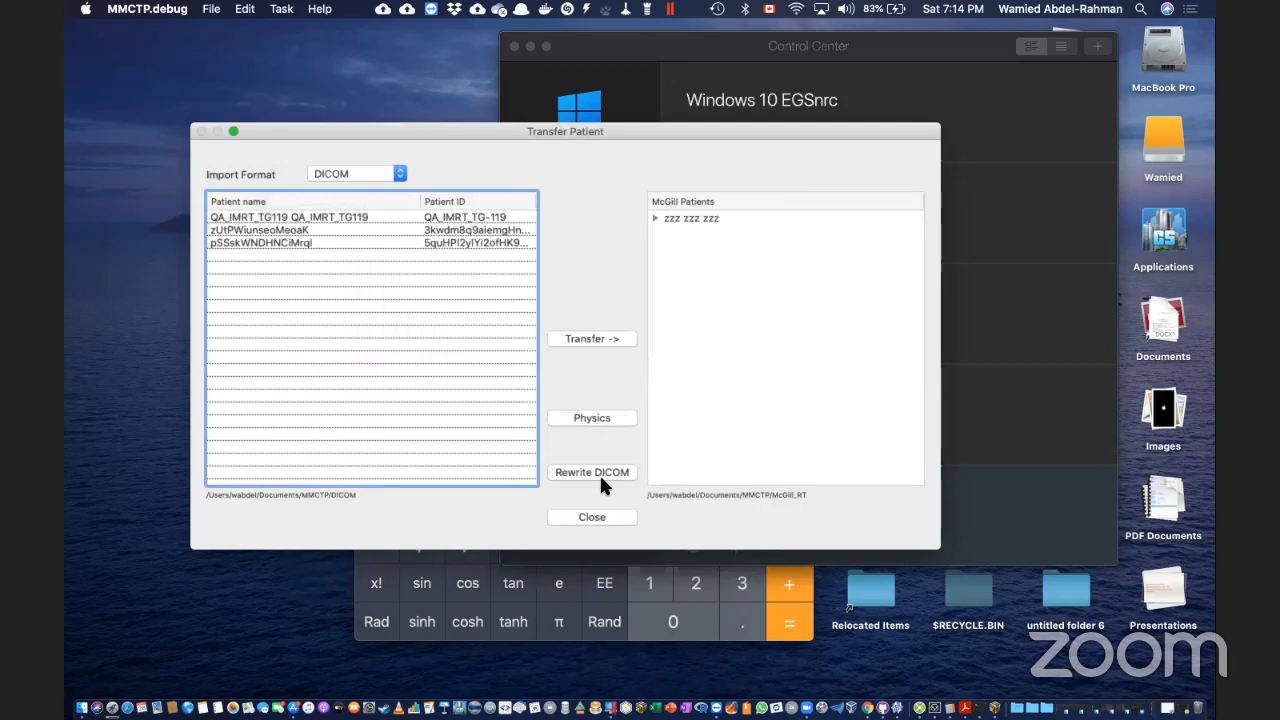 MMCTP.debug File Edit Task Help 83% Sat 7:14 PM Wamied Abdel-Rahman
Control Center
Windows 10 EGSnrc
MacBook Pro
Wamied
Applications
Documents
Images
PDF Documents
Presentations
Transfer Patient
Import Format DICOM
Patient name Patient ID
QA_IMRT_TG119 QA_IMRT_TG119 QA_IMRT_TG-119
zUtPWiunseoMeoaK 3kwdm8q9aiemgHn...
pSSskWNDHNCiMrql 5quHPI2ylYi2ofHK9...
McGill Patients
zzz zzz zzz
Transfer ->
Physics
Rewrite DICOM
Close
/Users/wabdel/Documents/MMCTP/DICOM
/Users/wabdel/Documents/MMCTP/McGill_RT
x! sin cos tan e EE 1 2 3 +
Rad sinh cosh tanh π Rand 0 . =
Relocated Items
$RECYCLE.BIN
untitled folder 6
zoom